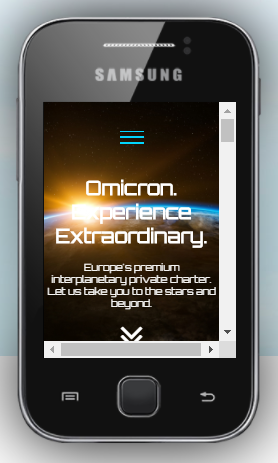 SAMSUNG
Omicron.
Experience
Extraordinary.
Europe's premium
interplanetary private charter.
Let us take you to the stars and
beyond.